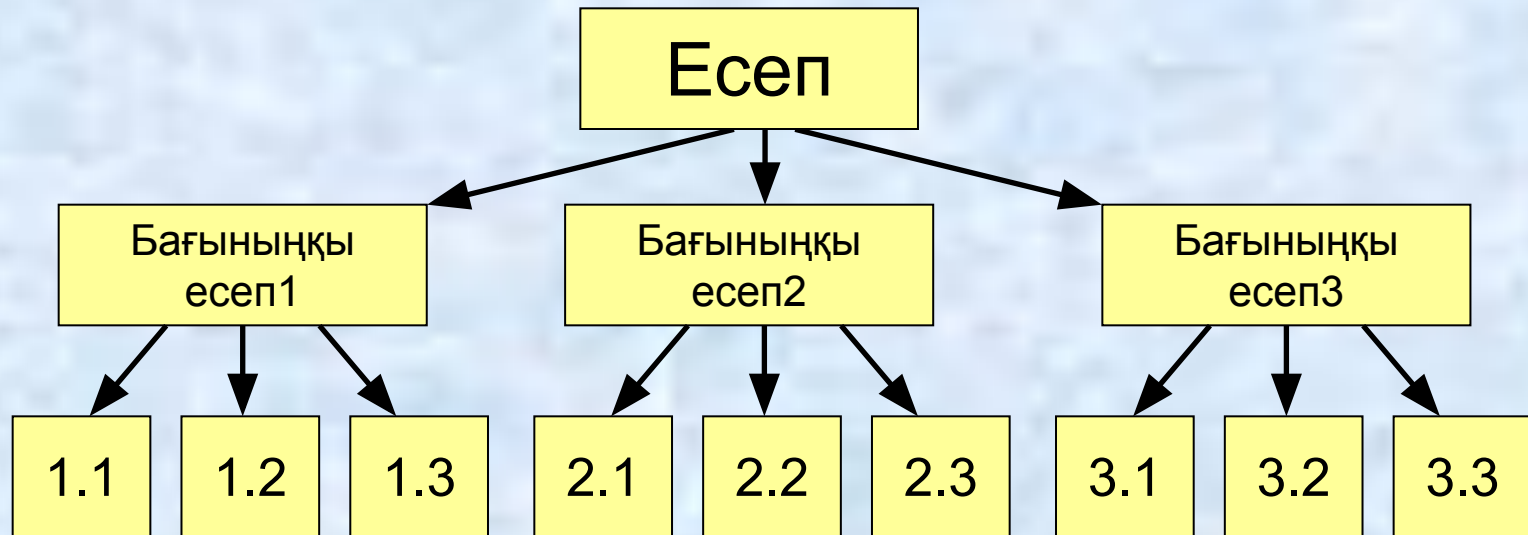 Есеп
Бағыныңқы
есеп1
Бағыныңқы
есеп2
Бағыныңқы
есеп3
1.1
1.2
1.3
2.1
2.2
2.3
3.1
3.2
3.3